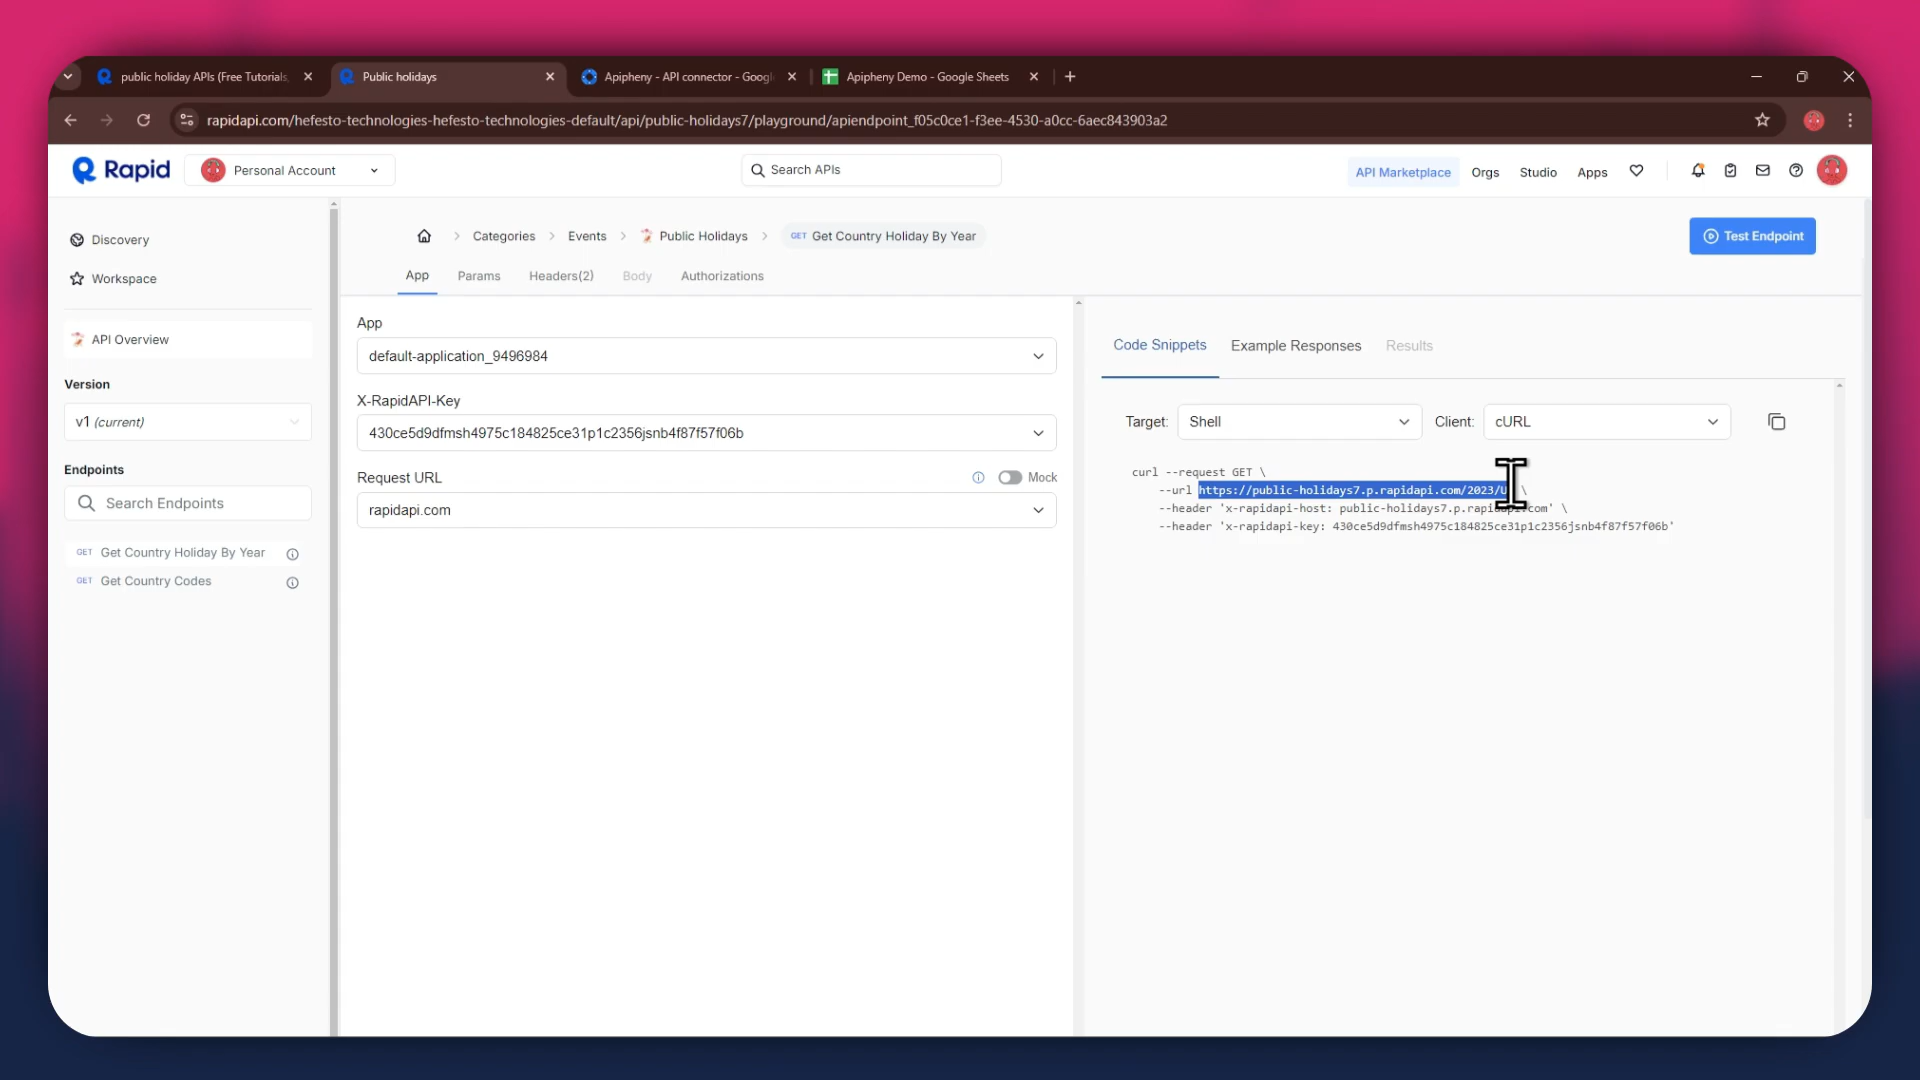 public holiday APIs (Free Tutorials,
Public holidays
Apipheny - API connector - Googl
Apipheny Demo - Google Sheets
rapidapi.com/hefesto-technologies-hefesto-technologies-default/api/public-holidays7/playground/apiendpoint_f05c0ce1-f3ee-4530-a0cc-6aec843903a2
Rapid
Personal Account
Search APIs
API Marketplace
Orgs
Studio
Apps
Discovery
Workspace
API Overview
Version
v1 (current)
Endpoints
Search Endpoints
GET Get Country Holiday By Year
GET Get Country Codes
Categories
Events
Public Holidays
GET Get Country Holiday By Year
Test Endpoint
App
Params
Headers(2)
Body
Authorizations
App
default-application_9496984
X-RapidAPI-Key
430ce5d9dfmsh4975c184825ce31p1c2356jsnb4f87f57f06b
Request URL
Mock
rapidapi.com
Code Snippets
Example Responses
Results
Target:
Shell
Client:
cURL
curl --request GET \
--url https://public-holidays7.p.rapidapi.com/2023/U \
--header 'x-rapidapi-host: public-holidays7.p.rapidapi.com' \
--header 'x-rapidapi-key: 430ce5d9dfmsh4975c184825ce31p1c2356jsnb4f87f57f06b'